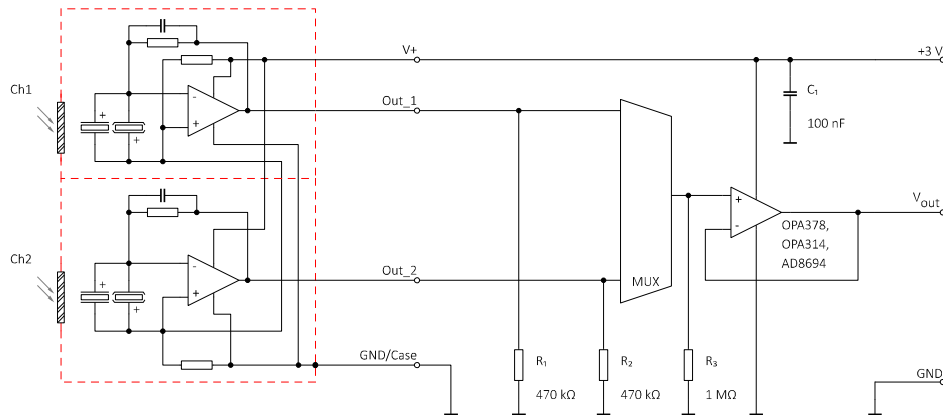 V+
+3 V
Ch1
+
-
+
+
Out_1
C₁
100 nF
+
-
Vout
OPA378,
OPA314,
AD8694
Ch2
+
-
+
+
Out_2
MUX
GND/Case
R₁
470 kΩ
R₂
470 kΩ
R₃
1 MΩ
GND